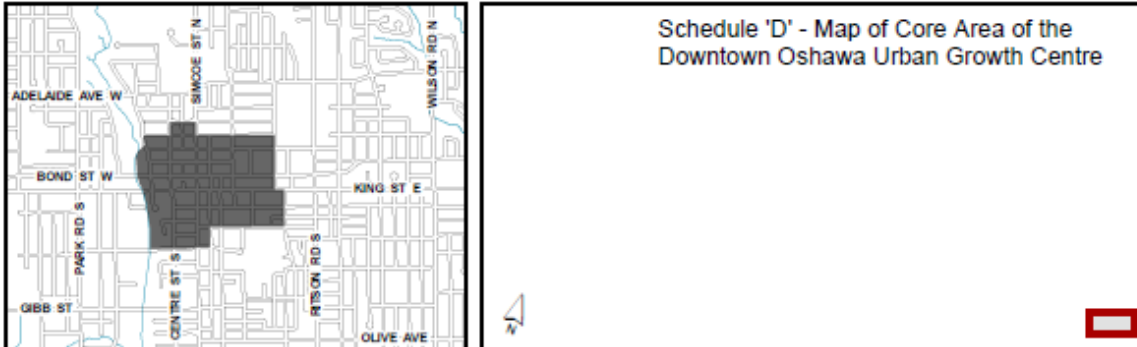 SIMCOE ST N
WILSON RD N
ADELAIDE AVE W
BOND ST W
KING ST E
PARK RD S
CENTRE ST S
RITSON RD S
GIBB ST
OLIVE AVE
Schedule 'D' - Map of Core Area of the
Downtown Oshawa Urban Growth Centre
N